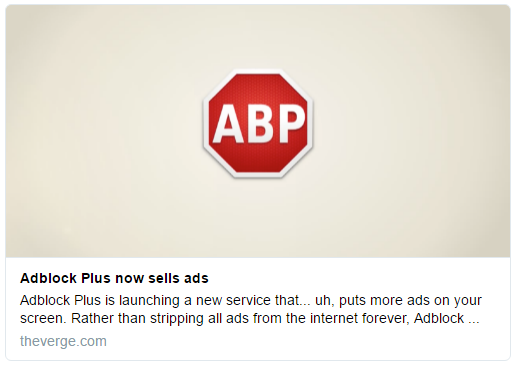 ABP
Adblock Plus now sells ads
Adblock Plus is launching a new service that... uh, puts more ads on your
screen. Rather than stripping all ads from the internet forever, Adblock ...
theverge.com